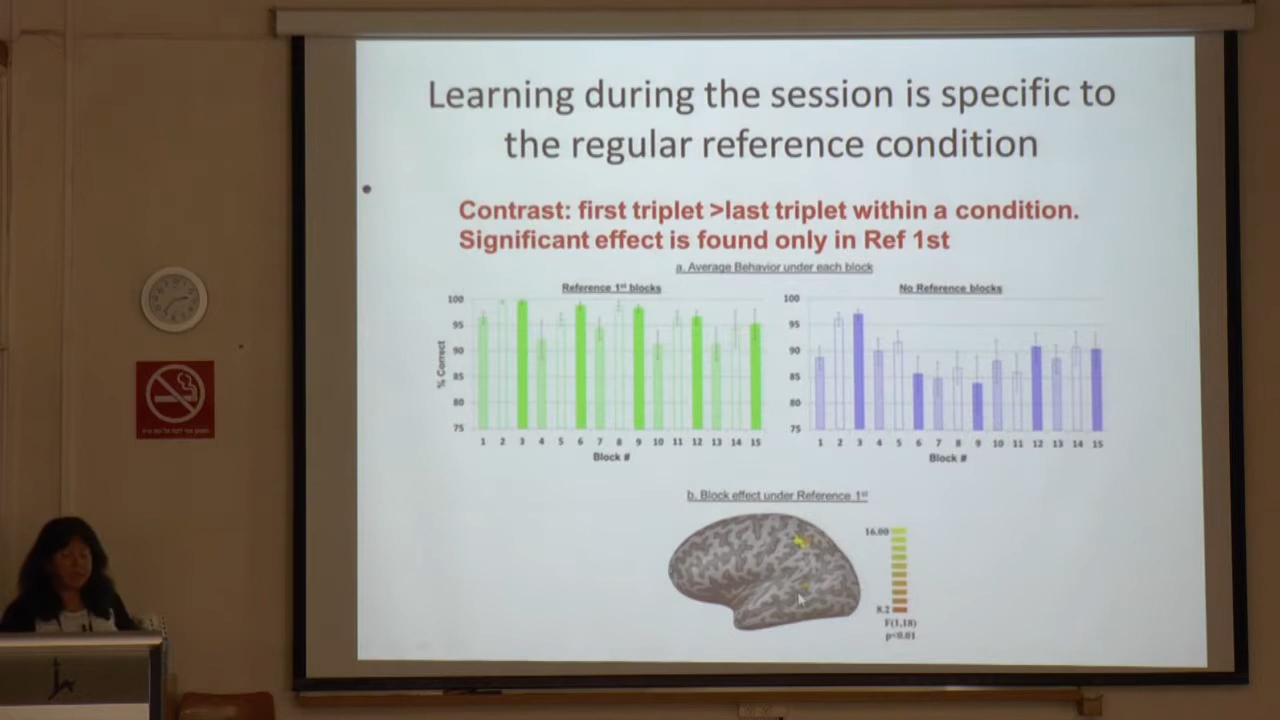 Learning during the session is specific to
the regular reference condition
Contrast: first triplet >last triplet within a condition.
Significant effect is found only in Ref 1st
a. Average Behavior under each block
Reference 1st blocks
No Reference blocks
% Correct
100
95
90
85
80
75
1 2 3 4 5 6 7 8 9 10 11 12 13 14 15
Block #
100
95
90
85
80
75
1 2 3 4 5 6 7 8 9 10 11 12 13 14 15
Block #
b. Block effect under Reference 1st
16.00
8.2
F(1,18)
p<0.01